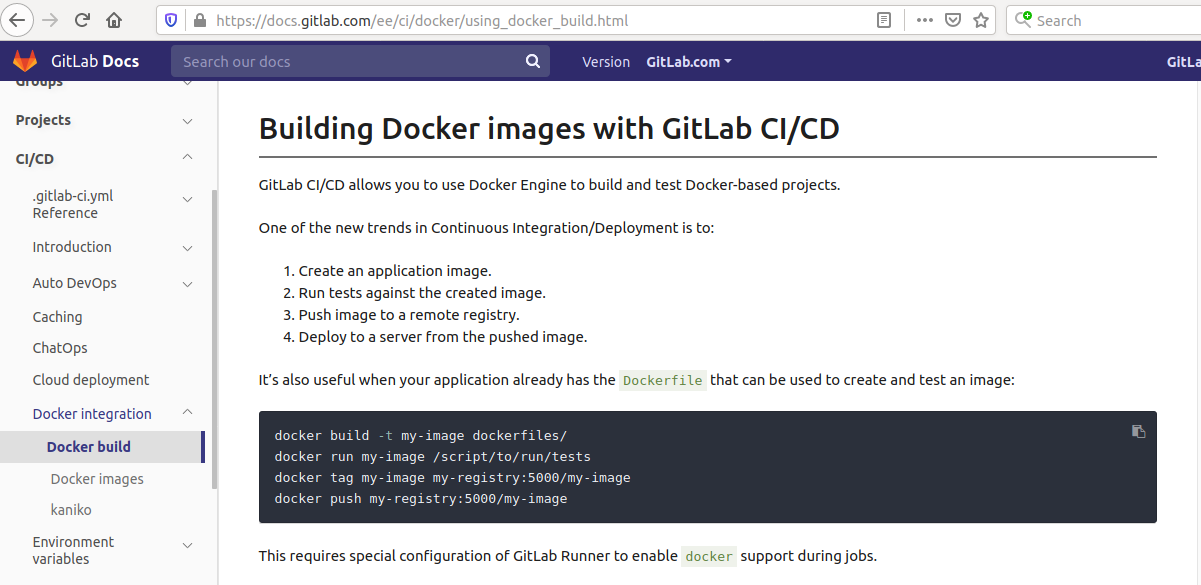 https://docs.gitlab.com/ee/ci/docker/using_docker_build.html
Search
GitLab Docs
Search our docs
Version
GitLab.com
Groups
Projects
CI/CD
.gitlab-ci.yml
Reference
Introduction
Auto DevOps
Caching
ChatOps
Cloud deployment
Docker integration
Docker build
Docker images
kaniko
Environment
variables
Building Docker images with GitLab CI/CD
GitLab CI/CD allows you to use Docker Engine to build and test Docker-based projects.
One of the new trends in Continuous Integration/Deployment is to:
1. Create an application image.
2. Run tests against the created image.
3. Push image to a remote registry.
4. Deploy to a server from the pushed image.
It’s also useful when your application already has the Dockerfile that can be used to create and test an image:
docker build -t my-image dockerfiles/
docker run my-image /script/to/run/tests
docker tag my-image my-registry:5000/my-image
docker push my-registry:5000/my-image
This requires special configuration of GitLab Runner to enable docker support during jobs.